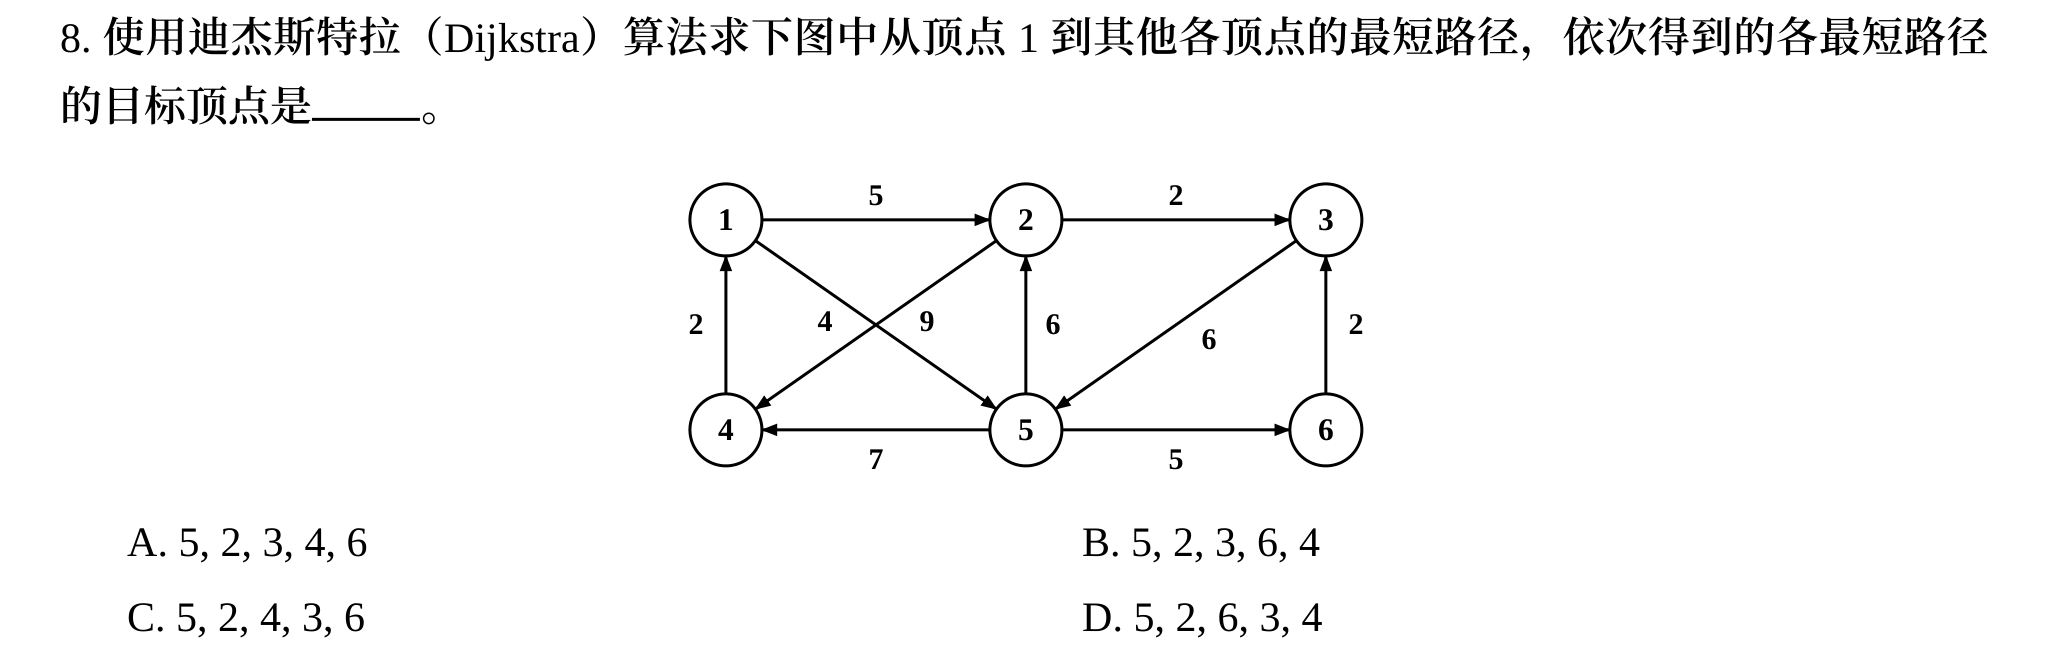 8. 使用迪杰斯特拉（Dijkstra）算法求下图中从顶点 1 到其他各顶点的最短路径，依次得到的各最短路径
的目标顶点是_____。
5 2
1 2 3
2 4 9 6 6 2
4 5 6
7 5
A. 5, 2, 3, 4, 6 B. 5, 2, 3, 6, 4
C. 5, 2, 4, 3, 6 D. 5, 2, 6, 3, 4